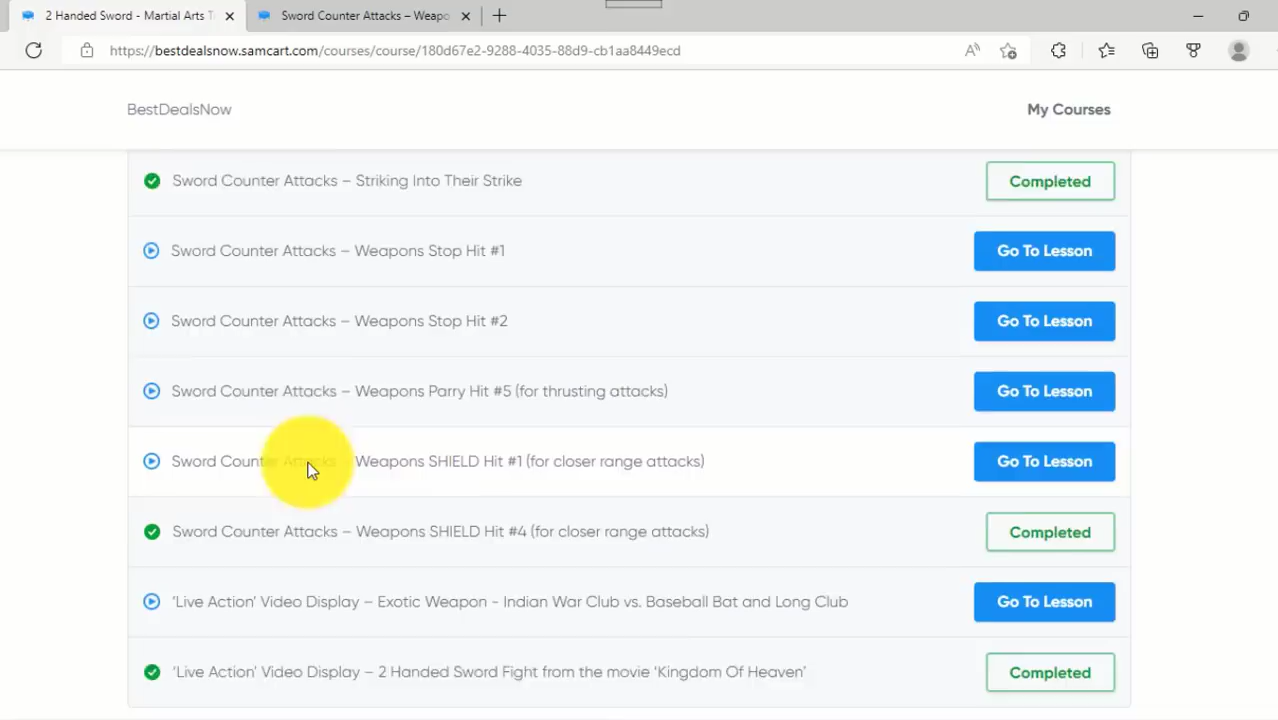 2 Handed Sword - Martial Arts T
Sword Counter Attacks – Weapo
https://bestdealsnow.samcart.com/courses/course/180d67e2-9288-4035-88d9-cb1aa8449ecd
BestDealsNow
My Courses
Sword Counter Attacks – Striking Into Their Strike
Completed
Sword Counter Attacks – Weapons Stop Hit #1
Go To Lesson
Sword Counter Attacks – Weapons Stop Hit #2
Go To Lesson
Sword Counter Attacks – Weapons Parry Hit #5 (for thrusting attacks)
Go To Lesson
Sword Counter Attacks – Weapons SHIELD Hit #1 (for closer range attacks)
Go To Lesson
Sword Counter Attacks – Weapons SHIELD Hit #4 (for closer range attacks)
Completed
‘Live Action’ Video Display – Exotic Weapon - Indian War Club vs. Baseball Bat and Long Club
Go To Lesson
‘Live Action’ Video Display – 2 Handed Sword Fight from the movie ‘Kingdom Of Heaven’
Completed